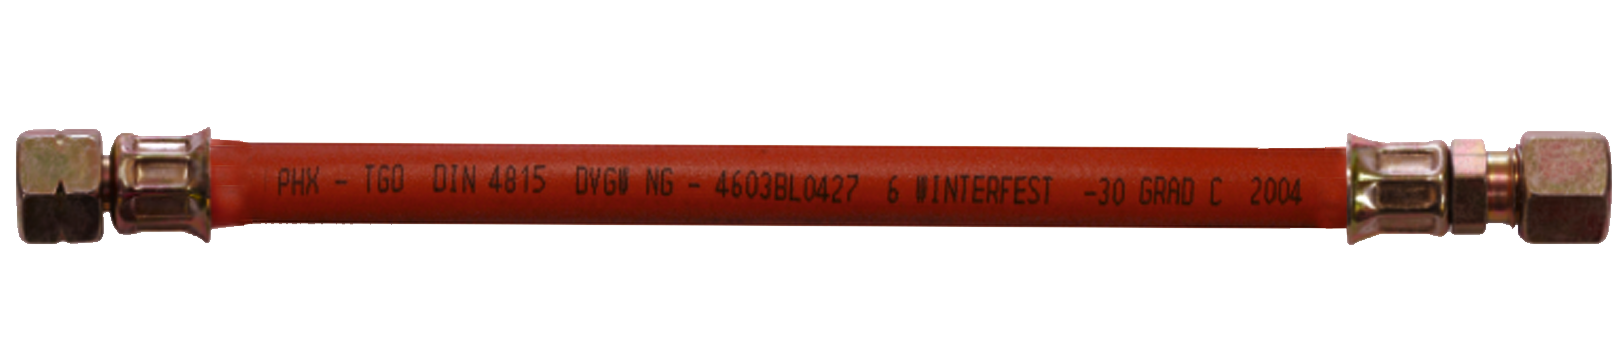 PHX - TGO DIN 4815 DVGW NG - 4603BL0427 6 WINTERFEST -30 GRAD C 2004